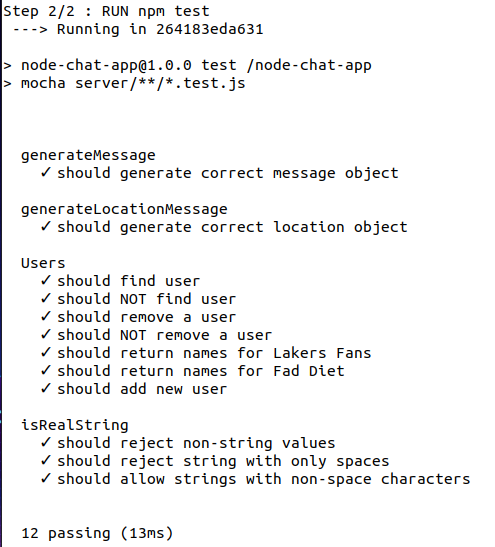 Step 2/2 : RUN npm test
---> Running in 264183eda631
> node-chat-app@1.0.0 test /node-chat-app
> mocha server/**/*.test.js
generateMessage
✓ should generate correct message object
generateLocationMessage
✓ should generate correct location object
Users
✓ should find user
✓ should NOT find user
✓ should remove a user
✓ should NOT remove a user
✓ should return names for Lakers Fans
✓ should return names for Fad Diet
✓ should add new user
isRealString
✓ should reject non-string values
✓ should reject string with only spaces
✓ should allow strings with non-space characters
12 passing (13ms)